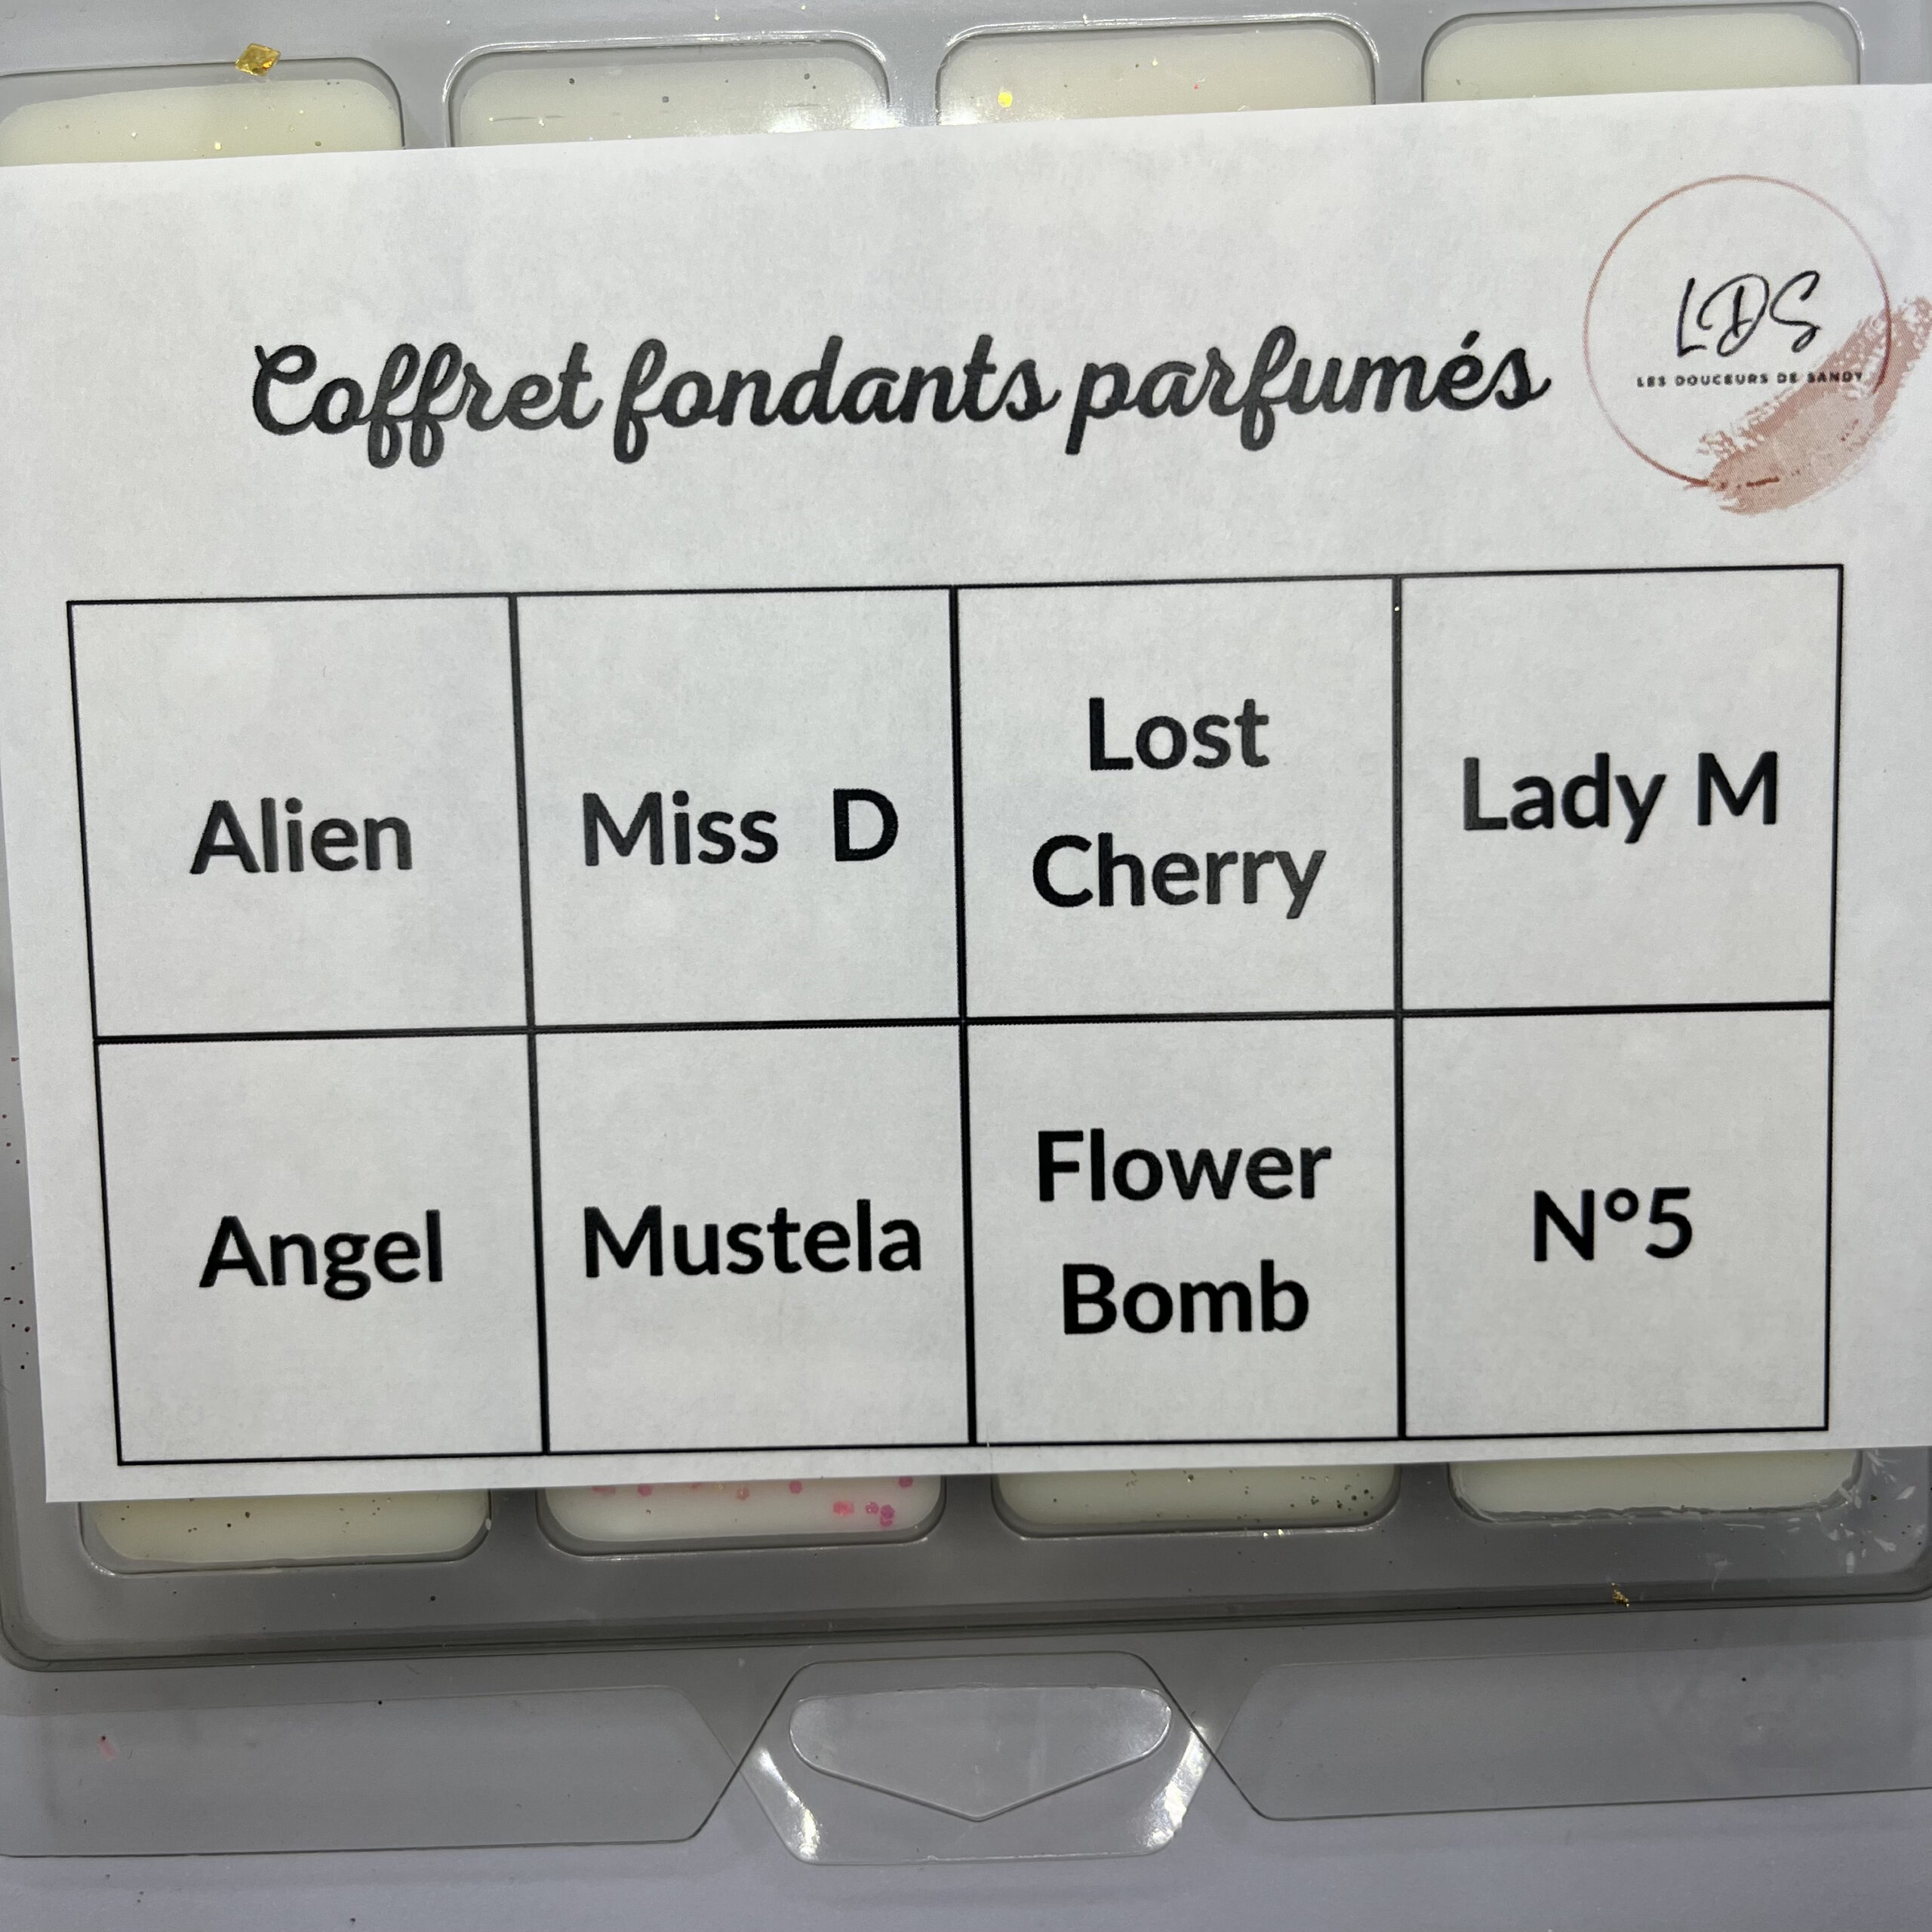 LDS
LES DOUCEURS DE SANDY
Coffret fondants parfumés
Alien
Miss D
Lost
Cherry
Lady M
Angel
Mustela
Flower
Bomb
N°5